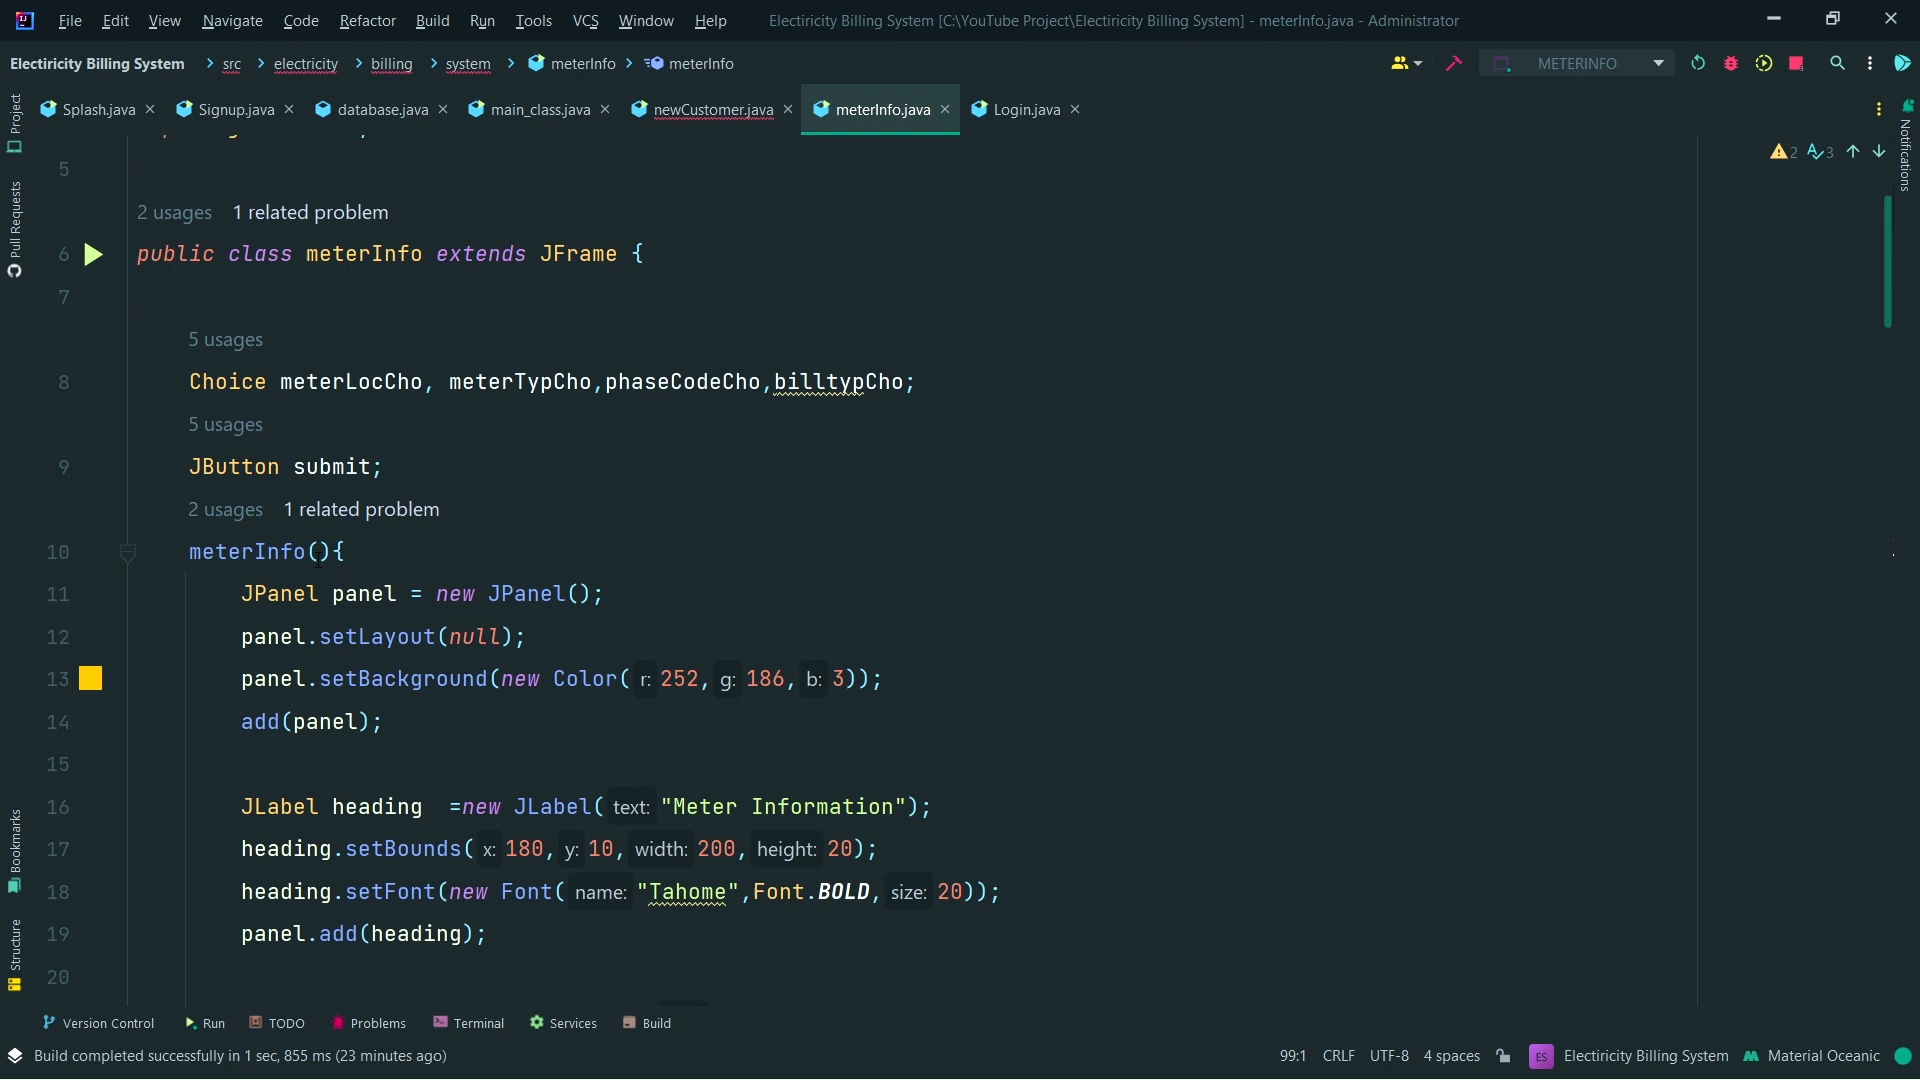 File Edit View Navigate Code Refactor Build Run Tools VCS Window Help Electiricity Billing System [C:\YouTube Project\Electiricity Billing System] - meterInfo.java - Administrator
Electiricity Billing System > src > electricity > billing > system > meterInfo > meterInfo METERINFO
Splash.java Signup.java database.java main_class.java newCustomer.java meterInfo.java Login.java
Project
Pull Requests
Bookmarks
Structure
Notifications
2 3
5
2 usages 1 related problem
6 public class meterInfo extends JFrame {
7
5 usages
8 Choice meterLocCho, meterTypCho,phaseCodeCho,billtypCho;
5 usages
9 JButton submit;
2 usages 1 related problem
10 meterInfo(){
11 JPanel panel = new JPanel();
12 panel.setLayout(null);
13 panel.setBackground(new Color( r: 252, g: 186, b: 3));
14 add(panel);
15
16 JLabel heading =new JLabel( text: "Meter Information");
17 heading.setBounds( x: 180, y: 10, width: 200, height: 20);
18 heading.setFont(new Font( name: "Tahome",Font.BOLD, size: 20));
19 panel.add(heading);
20
Version Control Run TODO Problems Terminal Services Build
Build completed successfully in 1 sec, 855 ms (23 minutes ago) 99:1 CRLF UTF-8 4 spaces ES Electiricity Billing System Material Oceanic